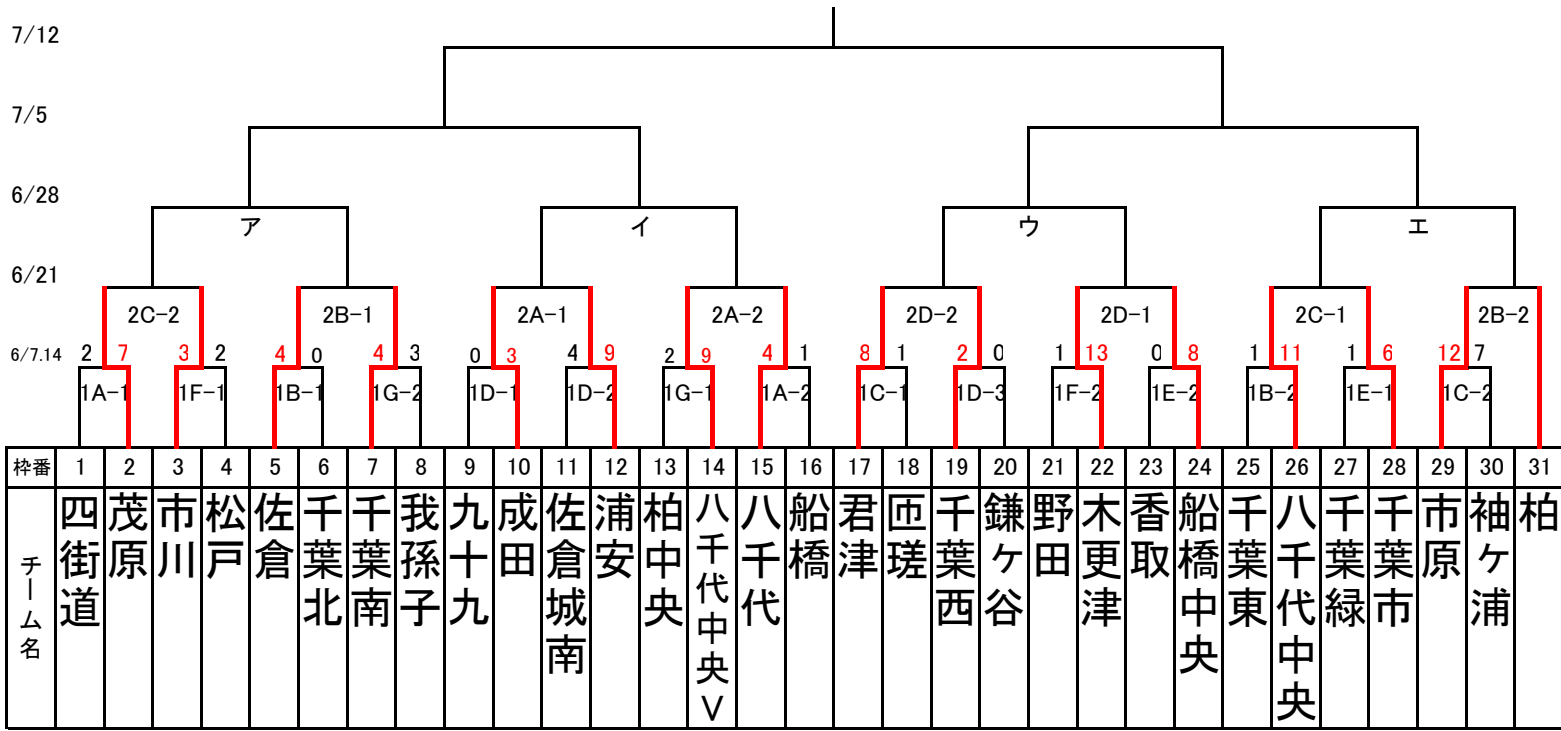 7/12
7/5
6/28
ア イ ウ エ
6/21
2C-2 2B-1 2A-1 2A-2 2D-2 2D-1 2C-1 2B-2
6/7.14 2 7 3 2 4 0 4 3 0 3 4 9 2 9 4 1 8 1 2 0 1 13 0 8 1 11 1 6 12 7
1A-1 1F-1 1B-1 1G-2 1D-1 1D-2 1G-1 1A-2 1C-1 1D-3 1F-2 1E-2 1B-2 1E-1 1C-2
枠番 1 2 3 4 5 6 7 8 9 10 11 12 13 14 15 16 17 18 19 20 21 22 23 24 25 26 27 28 29 30 31
チーム名
四街道
茂原
市川
松戸
佐倉
千葉北
千葉南
我孫子
九十九
成田
佐倉城南
浦安
柏中央
八千代中央V
八千代
船橋
君津
匝瑳
千葉西
鎌ヶ谷
野田
木更津
香取
船橋中央
千葉東
八千代中央
千葉緑
千葉市
市原
袖ケ浦
柏